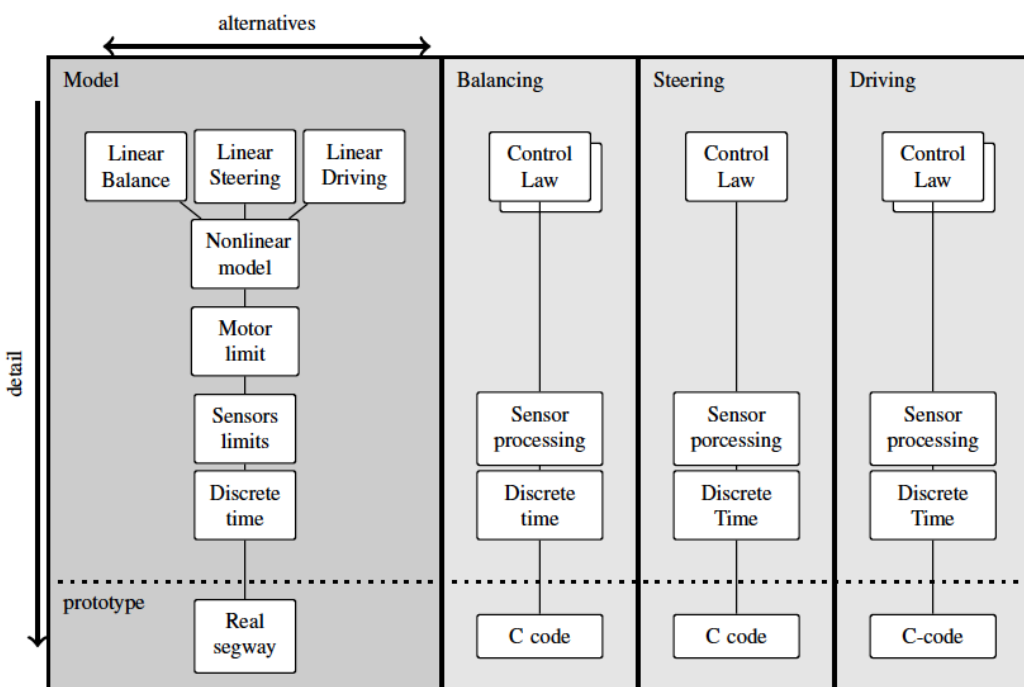 alternatives
detail
Model
Balancing
Steering
Driving
Linear
Balance
Linear
Steering
Linear
Driving
Control
Law
Control
Law
Control
Law
Nonlinear
model
Motor
limit
Sensors
limits
Sensor
processing
Sensor
porcessing
Sensor
processing
Discrete
time
Discrete
time
Discrete
Time
Discrete
Time
prototype
Real
segway
C code
C code
C-code